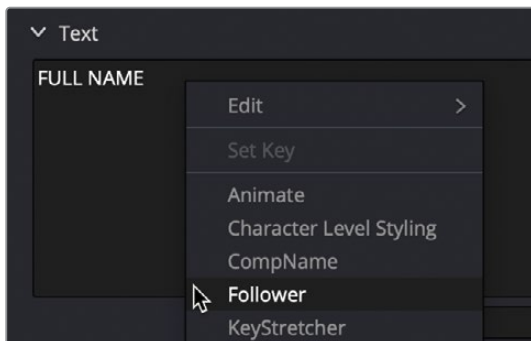 Text
FULL NAME
Edit
Set Key
Animate
Character Level Styling
CompName
Follower
KeyStretcher